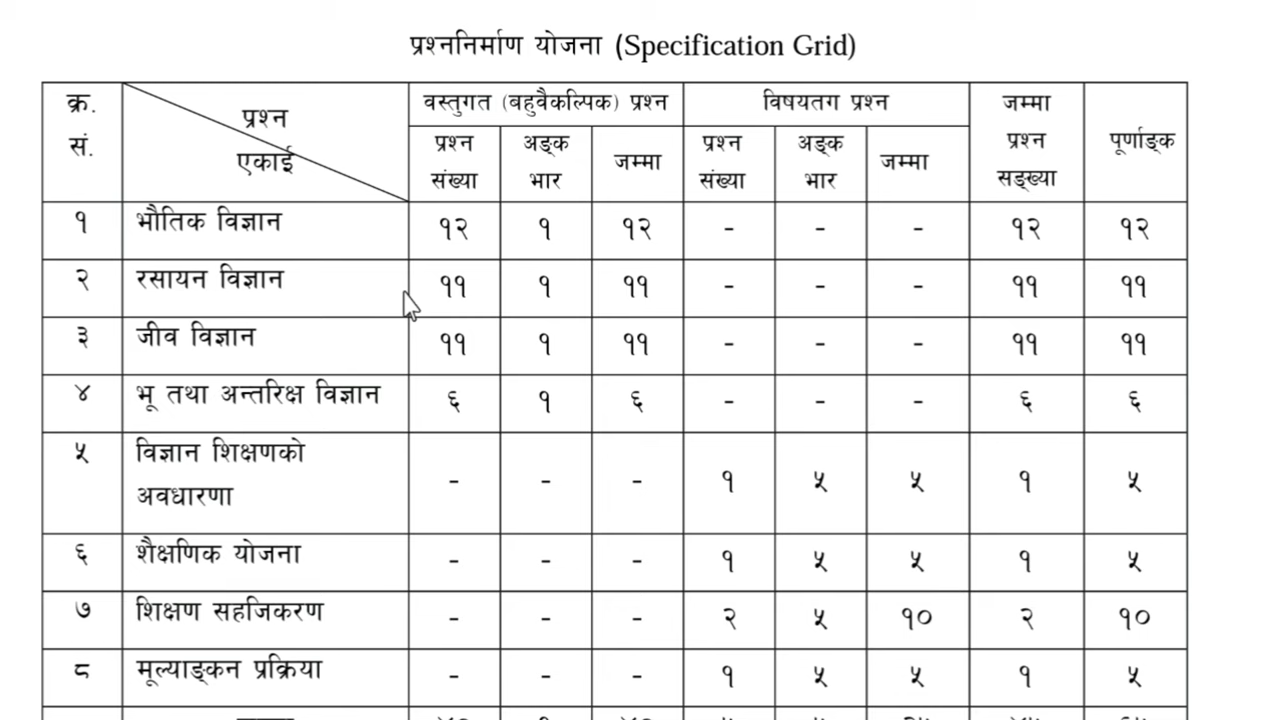 प्रश्ननिर्माण योजना (Specification Grid)
क्र. सं. प्रश्न एकाई वस्तुगत (बहुवैकल्पिक) प्रश्न विषयतग प्रश्न जम्मा प्रश्न सङ्ख्या पूर्णाङ्क
प्रश्न संख्या अङ्क भार जम्मा प्रश्न संख्या अङ्क भार जम्मा
१ भौतिक विज्ञान १२ १ १२ - - - १२ १२
२ रसायन विज्ञान ११ १ ११ - - - ११ ११
३ जीव विज्ञान ११ १ ११ - - - ११ ११
४ भू तथा अन्तरिक्ष विज्ञान ६ १ ६ - - - ६ ६
५ विज्ञान शिक्षणको अवधारणा - - - १ ५ ५ १ ५
६ शैक्षणिक योजना - - - १ ५ ५ १ ५
७ शिक्षण सहजिकरण - - - २ ५ १० २ १०
८ मूल्याङ्कन प्रक्रिया - - - १ ५ ५ १ ५